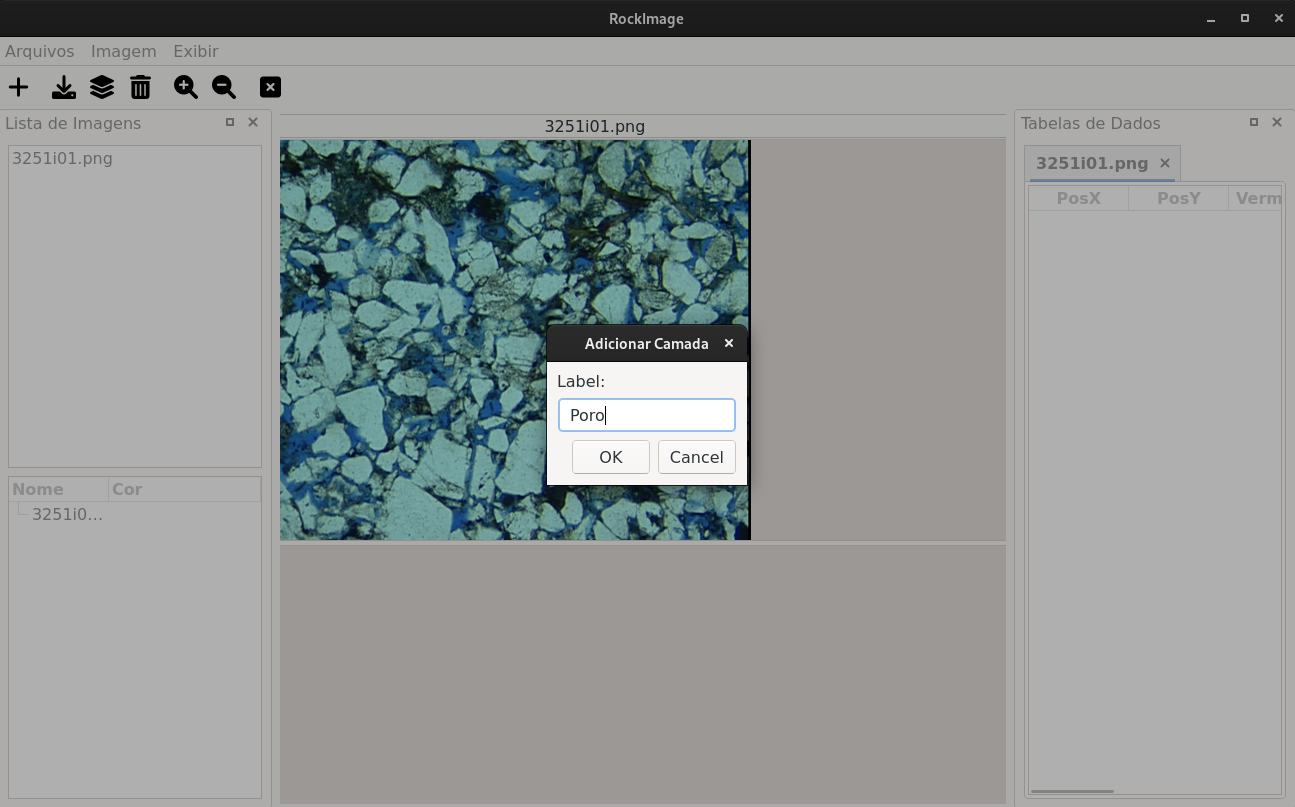 RockImage
Arquivos Imagem Exibir
Lista de Imagens
3251i01.png
Nome Cor
3251i0...
3251i01.png
Adicionar Camada
Label:
Poro
OK Cancel
Tabelas de Dados
3251i01.png
PosX PosY Verm